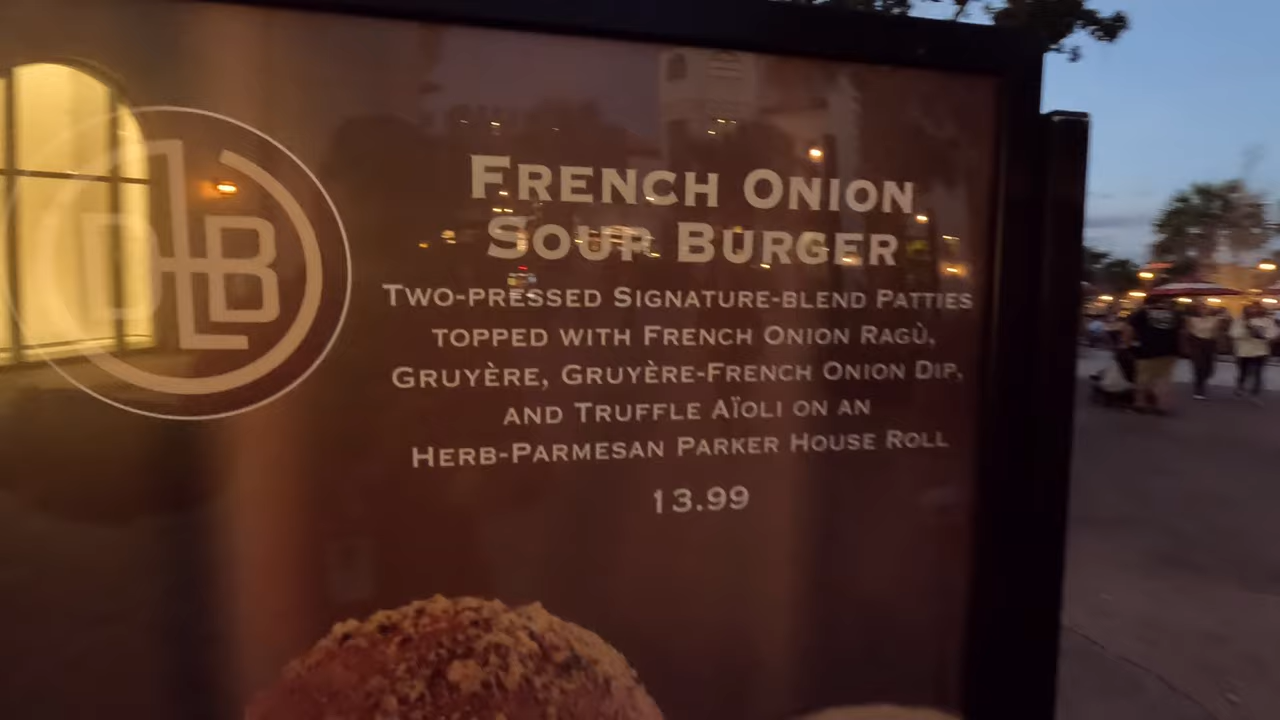 DLB
FRENCH ONION
SOUP BURGER
TWO-PRESSED SIGNATURE-BLEND PATTIES
TOPPED WITH FRENCH ONION RAGÙ,
GRUYÈRE, GRUYÈRE-FRENCH ONION DIP,
AND TRUFFLE AÏOLI ON AN
HERB-PARMESAN PARKER HOUSE ROLL
13.99